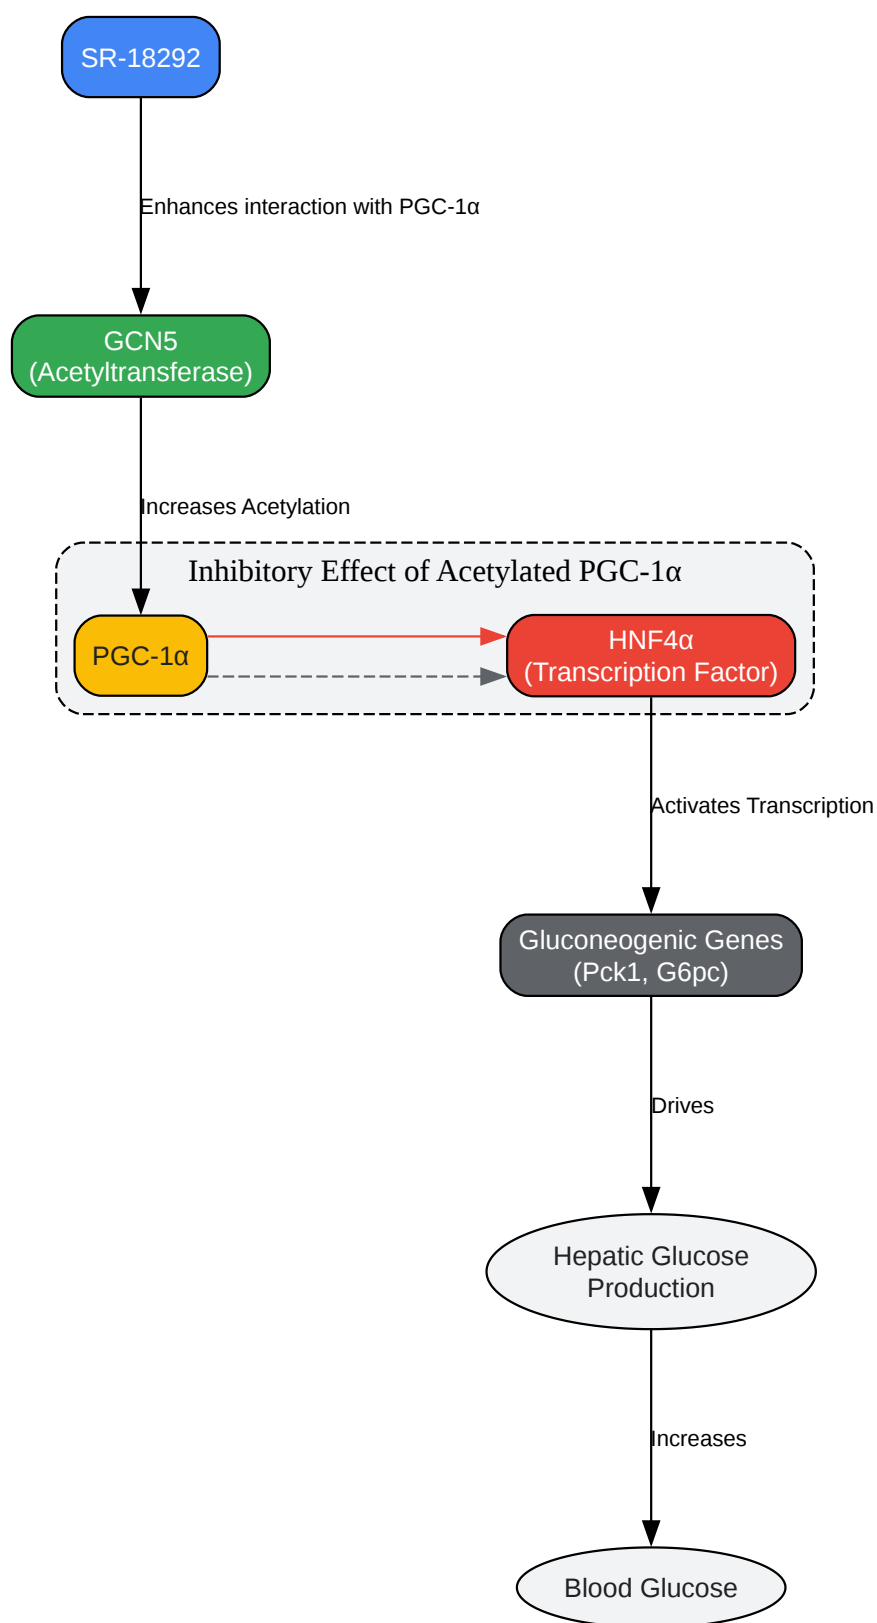 SR-18292
Enhances interaction with PGC-1α
GCN5
(Acetyltransferase)
Increases Acetylation
Inhibitory Effect of Acetylated PGC-1α
PGC-1α
HNF4α
(Transcription Factor)
Activates Transcription
Gluconeogenic Genes
(Pck1, G6pc)
Drives
Hepatic Glucose
Production
Increases
Blood Glucose